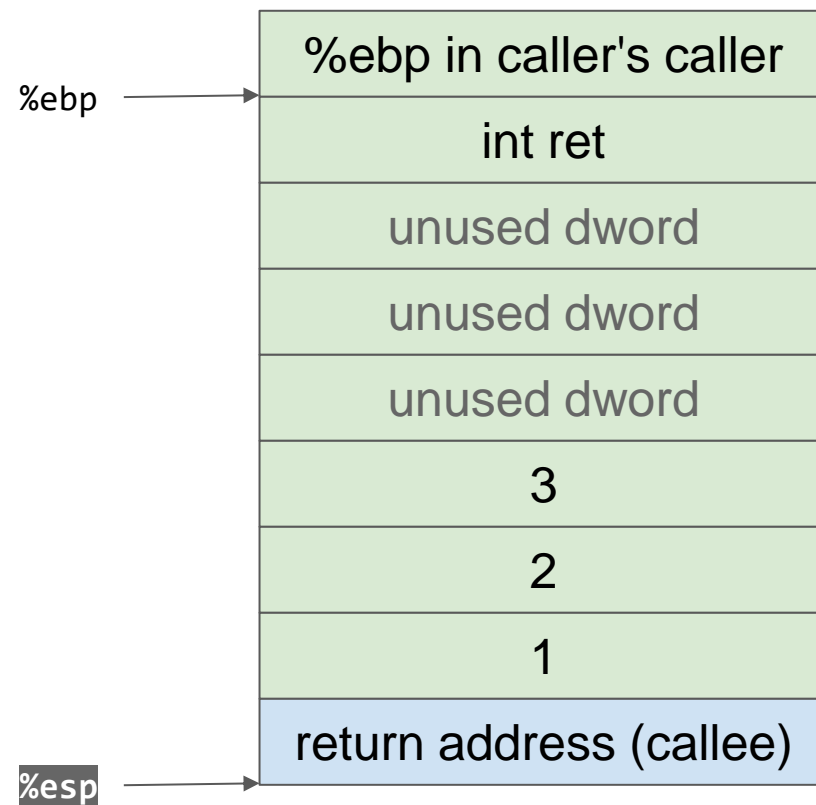 %ebp in caller's caller
%ebp
int ret
unused dword
unused dword
unused dword
3
2
1
return address (callee)
%esp